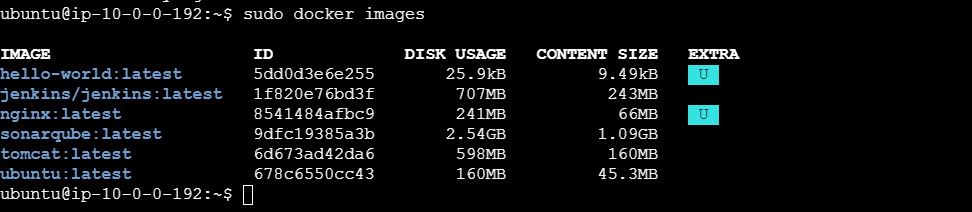 ubuntu@ip-10-0-0-192:~$ sudo docker images
IMAGE ID DISK USAGE CONTENT SIZE EXTRA
hello-world:latest 5dd0d3e6e255 25.9kB 9.49kB U
jenkins/jenkins:latest 1f820e76bd3f 707MB 243MB
nginx:latest 8541484afbc9 241MB 66MB U
sonarqube:latest 9dfc19385a3b 2.54GB 1.09GB
tomcat:latest 6d673ad42da6 598MB 160MB
ubuntu:latest 678c6550cc43 160MB 45.3MB
ubuntu@ip-10-0-0-192:~$